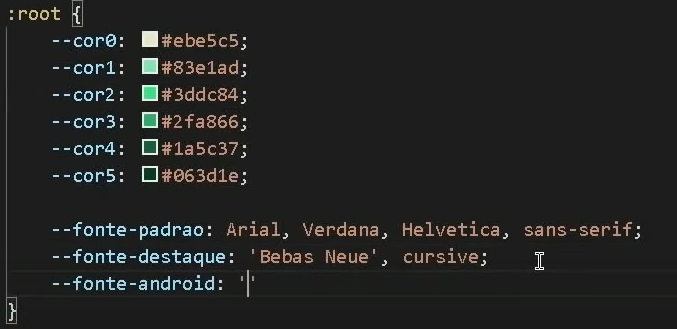 :root {
--cor0: #ebe5c5;
--cor1: #83e1ad;
--cor2: #3ddc84;
--cor3: #2fa866;
--cor4: #1a5c37;
--cor5: #063d1e;
--fonte-padrao: Arial, Verdana, Helvetica, sans-serif;
--fonte-destaque: 'Bebas Neue', cursive;
--fonte-android: ''
}